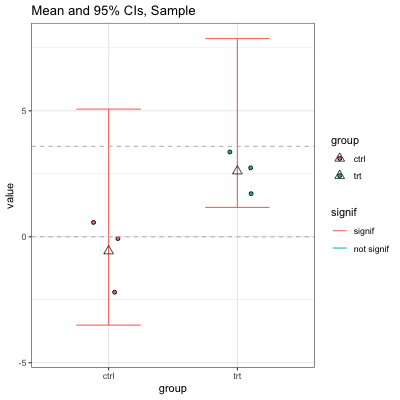 Mean and 95% CIs, Sample
value
5
0
-5
ctrl
trt
group
group
ctrl
trt
signif
signif
not signif